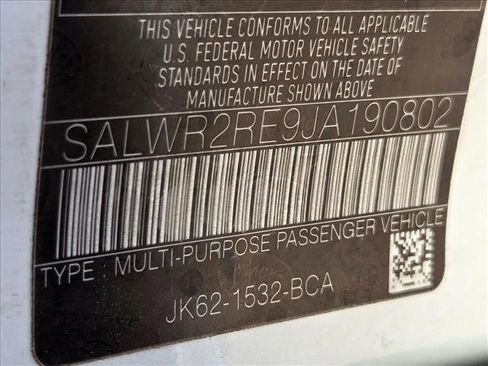 THIS VEHICLE CONFORMS TO ALL APPLICABLE
U.S. FEDERAL MOTOR VEHICLE SAFETY
STANDARDS IN EFFECT ON THE DATE OF
MANUFACTURE SHOWN ABOVE
SALWR2RE9JA190802
TYPE : MULTI-PURPOSE PASSENGER VEHICLE
JK62-1532-BCA